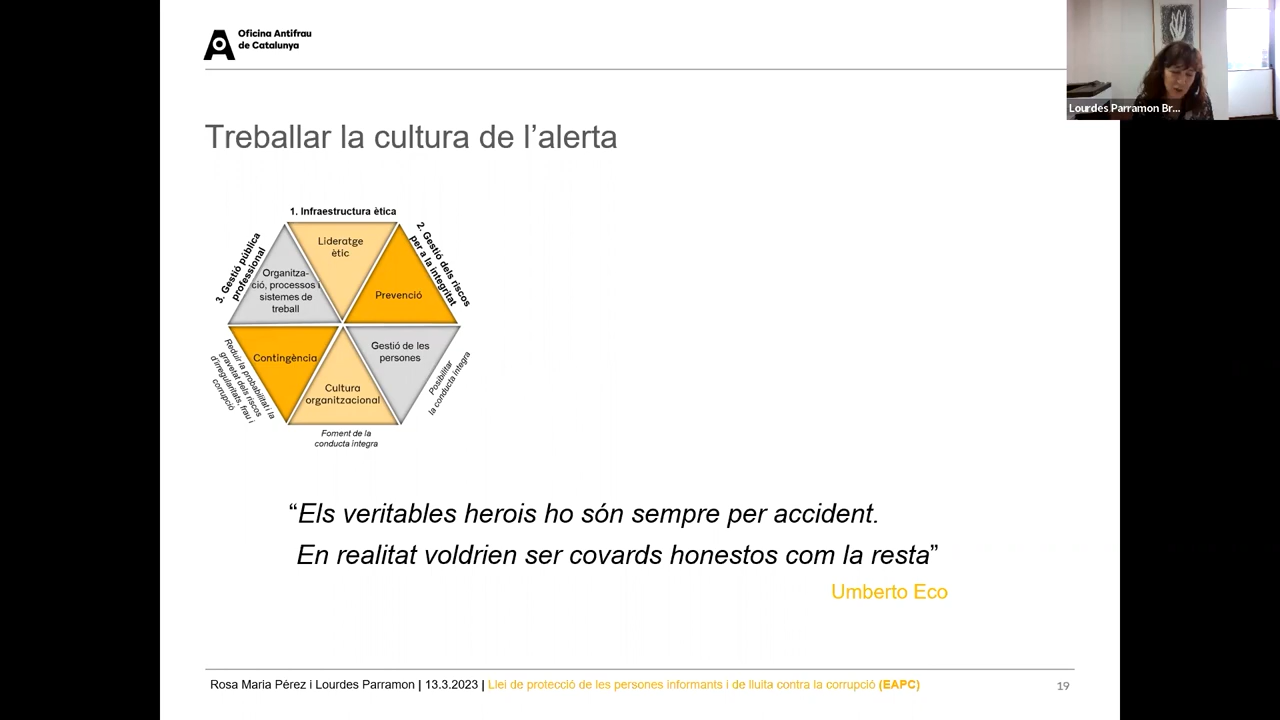 Oficina Antifrau
de Catalunya
Lourdes Parramon Br...
Treballar la cultura de l'alerta
1. Infraestructura ètica
2. Gestió dels riscos
per a la integritat
3. Gestió pública
professional
Lideratge
ètic
Organitza-
ció, processos i
sistemes de
treball
Prevenció
Contingència
Gestió de les
persones
Cultura
organitzacional
Reduir la probabilitat i la
gravetat dels riscos
d'irregularitats, frau i
corrupció
Posibilitar
la conducta íntegra
Foment de la
conducta íntegra
“Els veritables herois ho són sempre per accident.
En realitat voldrien ser covards honestos com la resta”
Umberto Eco
Rosa Maria Pérez i Lourdes Parramon | 13.3.2023 | Llei de protecció de les persones informants i de lluita contra la corrupció (EAPC)
19